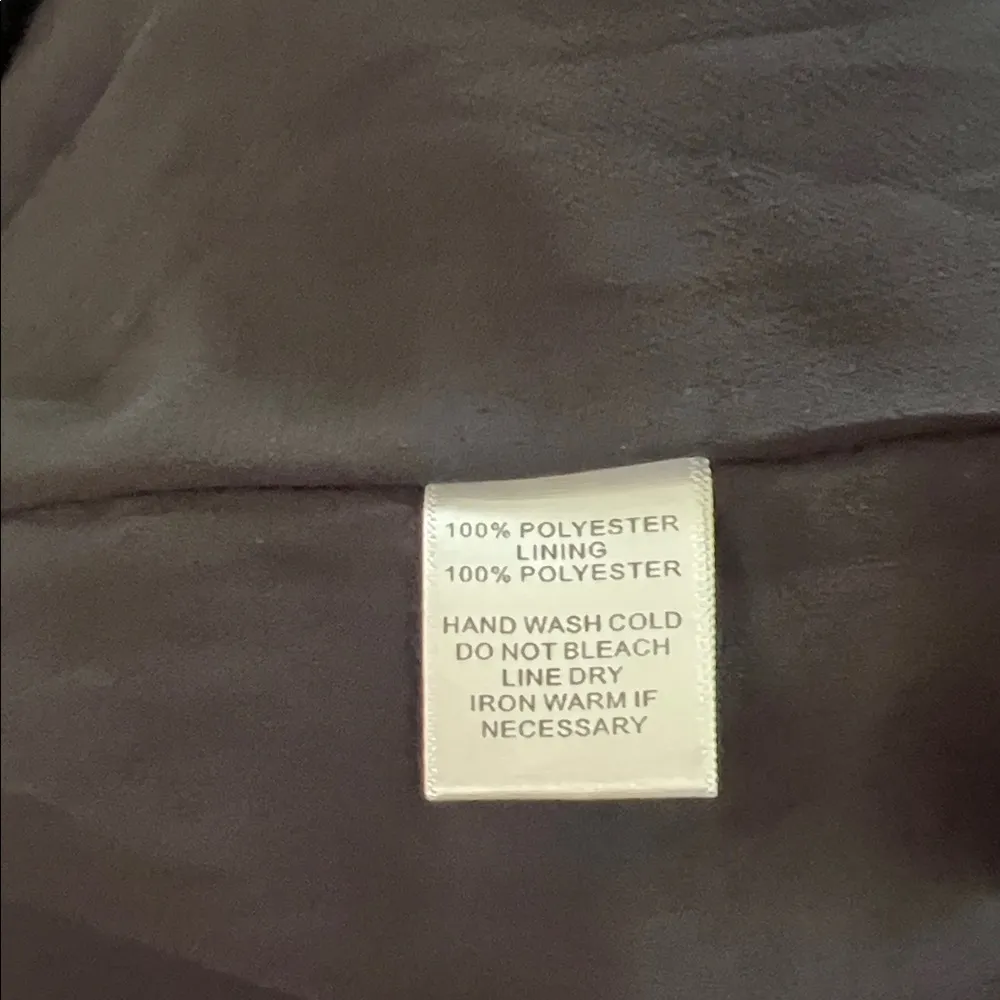 100% POLYESTER
LINING
100% POLYESTER
HAND WASH COLD
DO NOT BLEACH
LINE DRY
IRON WARM IF
NECESSARY